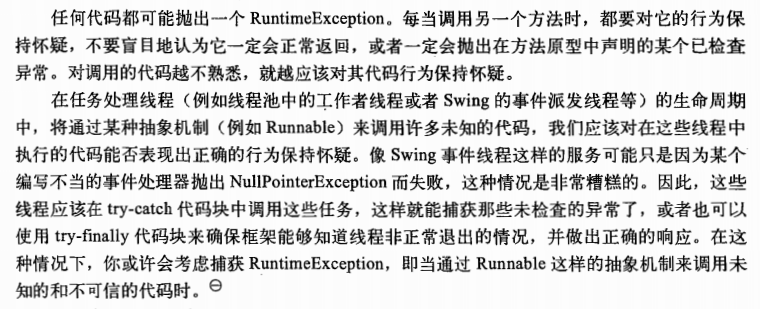 任何代码都可能抛出一个 RuntimeException。每当调用另一个方法时，都要对它的行为保
持怀疑，不要盲目地认为它一定会正常返回，或者一定会抛出在方法原型中声明的某个已检查
异常。对调用的代码越不熟悉，就越应该对其代码行为保持怀疑。
在任务处理线程（例如线程池中的工作者线程或者 Swing 的事件派发线程等）的生命周期
中，将通过某种抽象机制（例如 Runnable）来调用许多未知的代码，我们应该对在这些线程中
执行的代码能否表现出正确的行为保持怀疑。像 Swing 事件线程这样的服务可能只是因为某个
编写不当的事件处理器抛出 NullPointerException 而失败，这种情况是非常糟糕的。因此，这些
线程应该在 try-catch 代码块中调用这些任务，这样就能捕获那些未检查的异常了，或者也可以
使用 try-finally 代码块来确保框架能够知道线程非正常退出的情况，并做出正确的响应。在这
种情况下，你或许会考虑捕获 RuntimeException，即当通过 Runnable 这样的抽象机制来调用未
知的和不可信的代码时。㊀